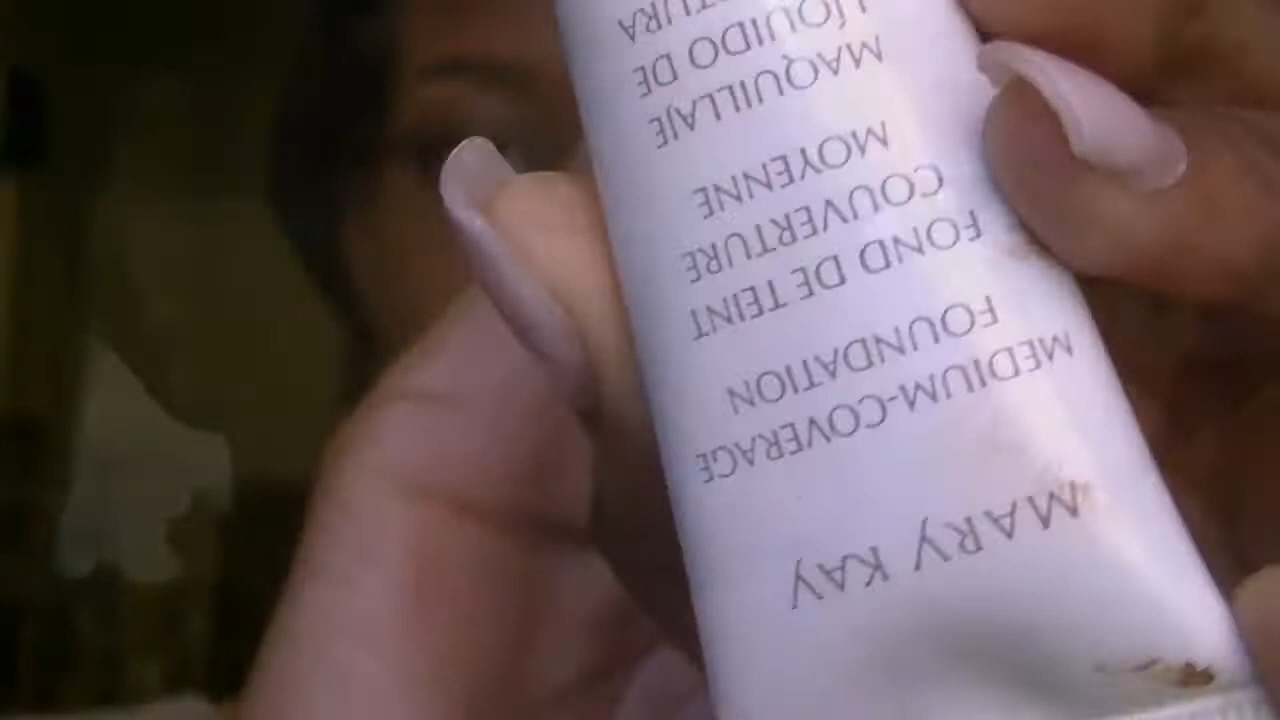 MARY KAY
MEDIUM-COVERAGE
FOUNDATION
FOND DE TEINT
COUVERTURE
MOYENNE
MAQUILLAJE
LÍQUIDO DE